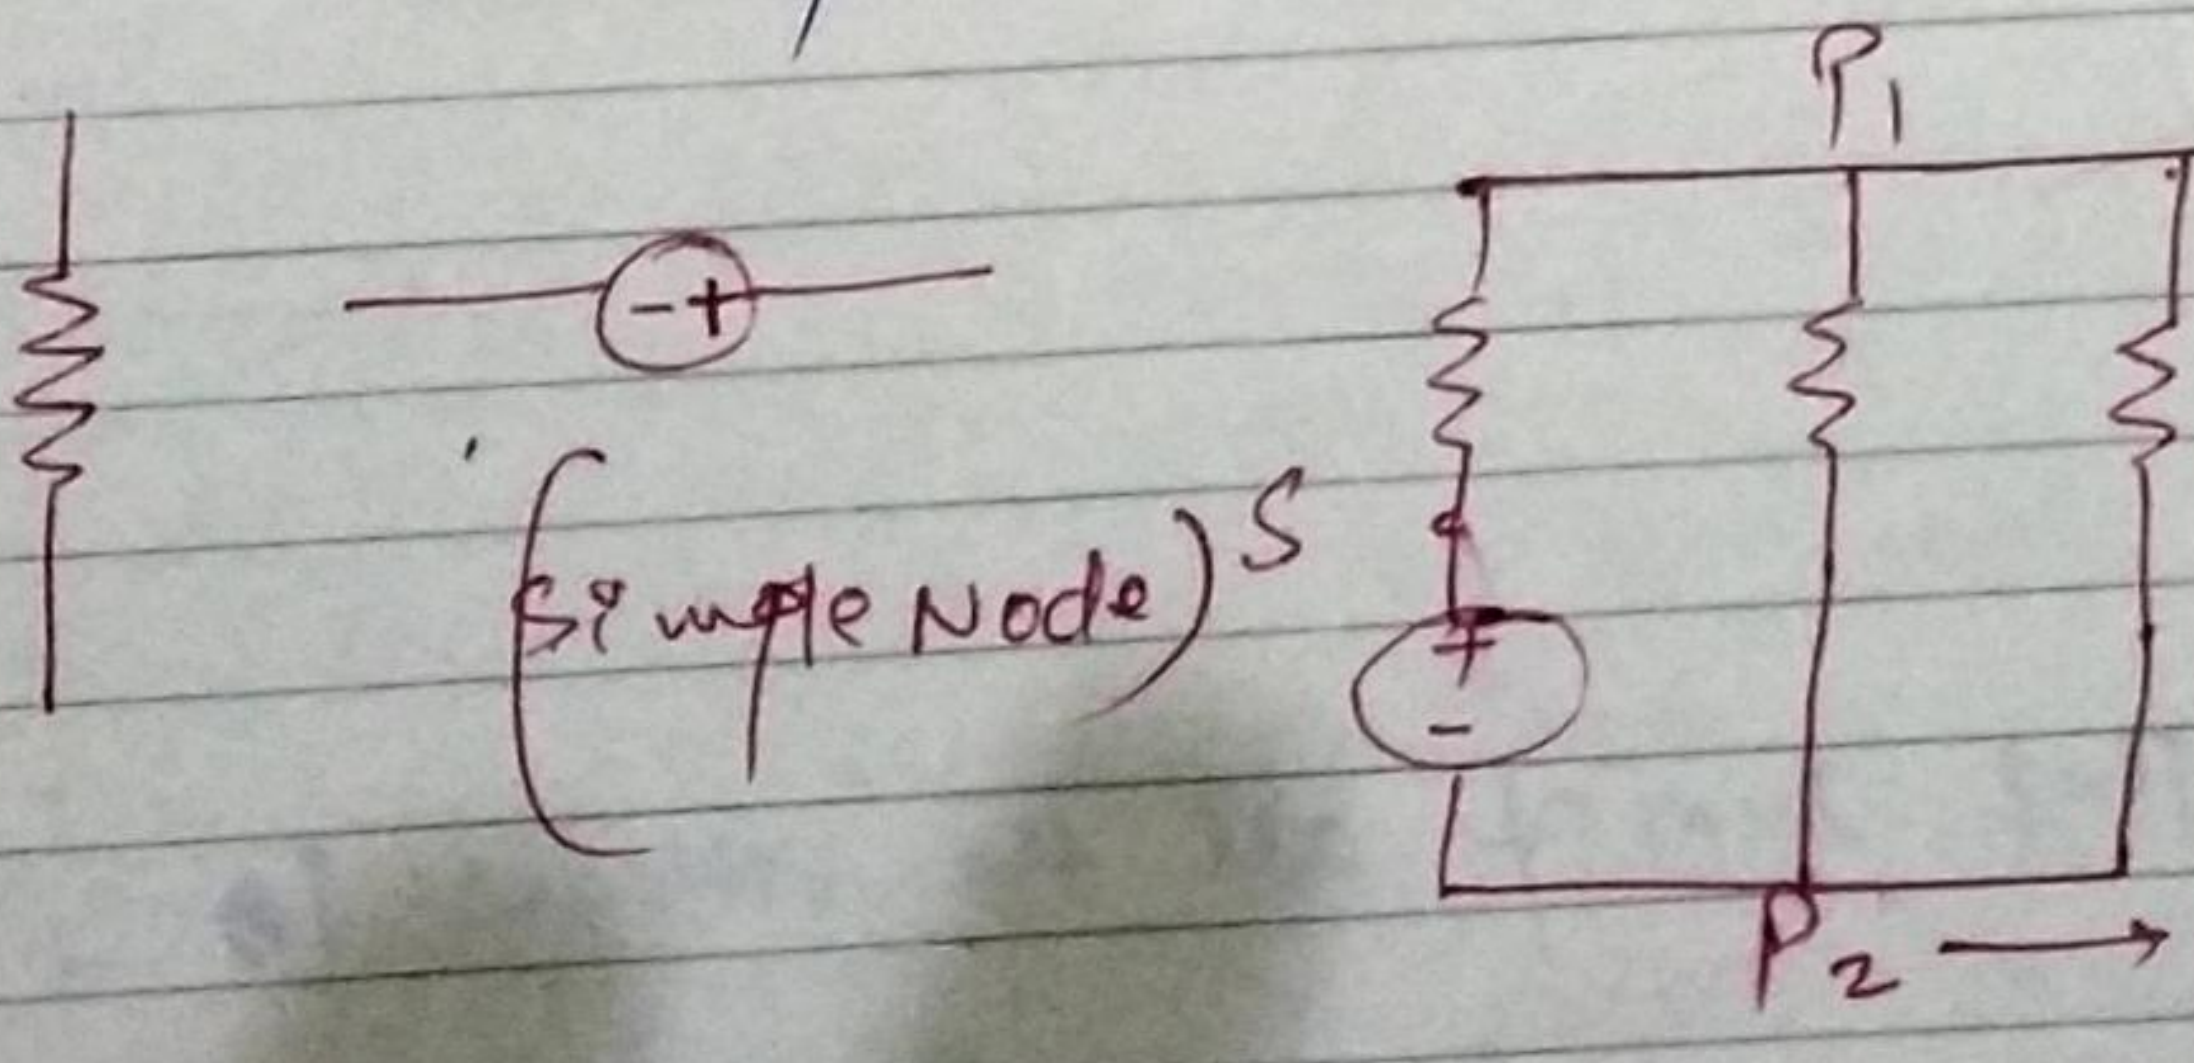 P1
- +
(Simple Node) S
+
-
P2 →